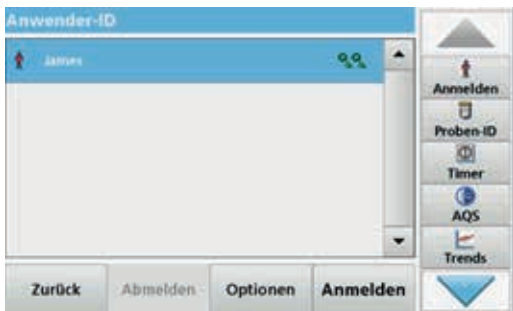 Anwender-ID
James
Anmelden
Proben-ID
Timer
AQS
Trends
Zurück Abmelden Optionen Anmelden